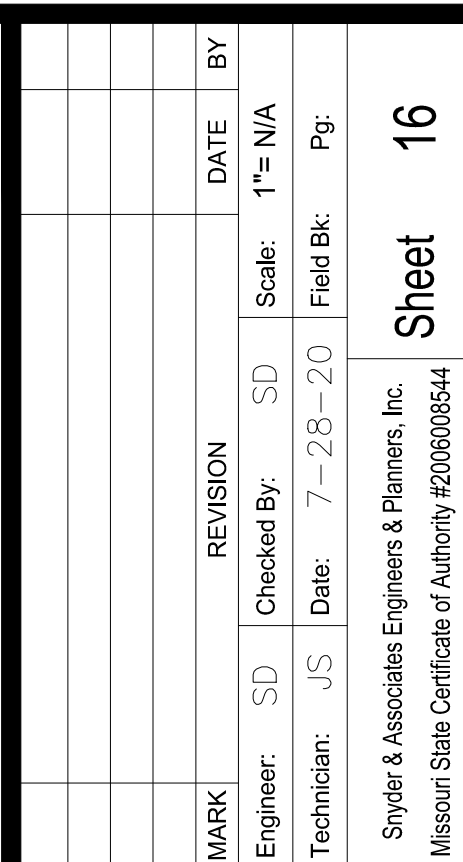 MARK REVISION DATE BY
Engineer: SD Checked By: SD Scale: 1"= N/A
Technician: JS Date: 7-28-20 Field Bk: Pg:
Snyder & Associates Engineers & Planners, Inc.
Missouri State Certificate of Authority #2006008544
Sheet 16